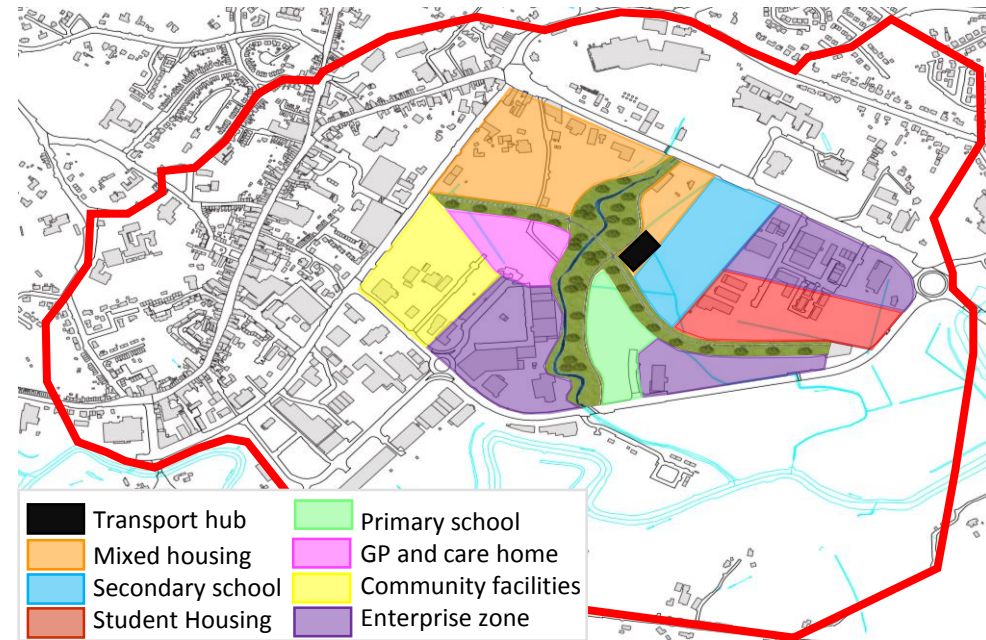 Transport hub
Mixed housing
Secondary school
Student Housing
Primary school
GP and care home
Community facilities
Enterprise zone